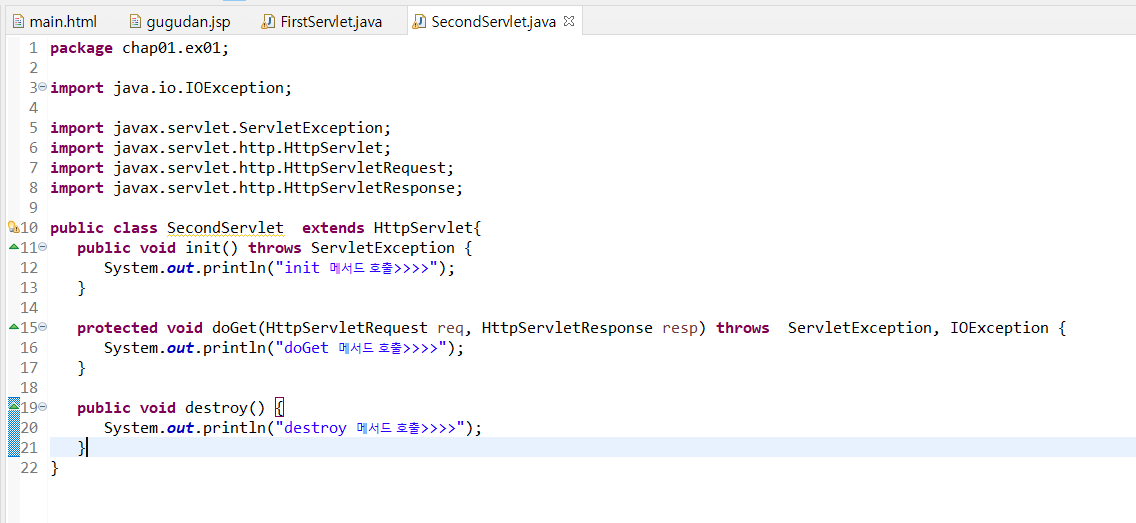 main.html gugudan.jsp FirstServlet.java SecondServlet.java
1 package chap01.ex01;
2
3 import java.io.IOException;
4
5 import javax.servlet.ServletException;
6 import javax.servlet.http.HttpServlet;
7 import javax.servlet.http.HttpServletRequest;
8 import javax.servlet.http.HttpServletResponse;
9
10 public class SecondServlet  extends HttpServlet{
11    public void init() throws ServletException {
12       System.out.println("init 메서드 호출>>>>");
13    }
14
15    protected void doGet(HttpServletRequest req, HttpServletResponse resp) throws  ServletException, IOException {
16       System.out.println("doGet 메서드 호출>>>>");
17    }
18
19    public void destroy() {
20       System.out.println("destroy 메서드 호출>>>>");
21    }
22 }